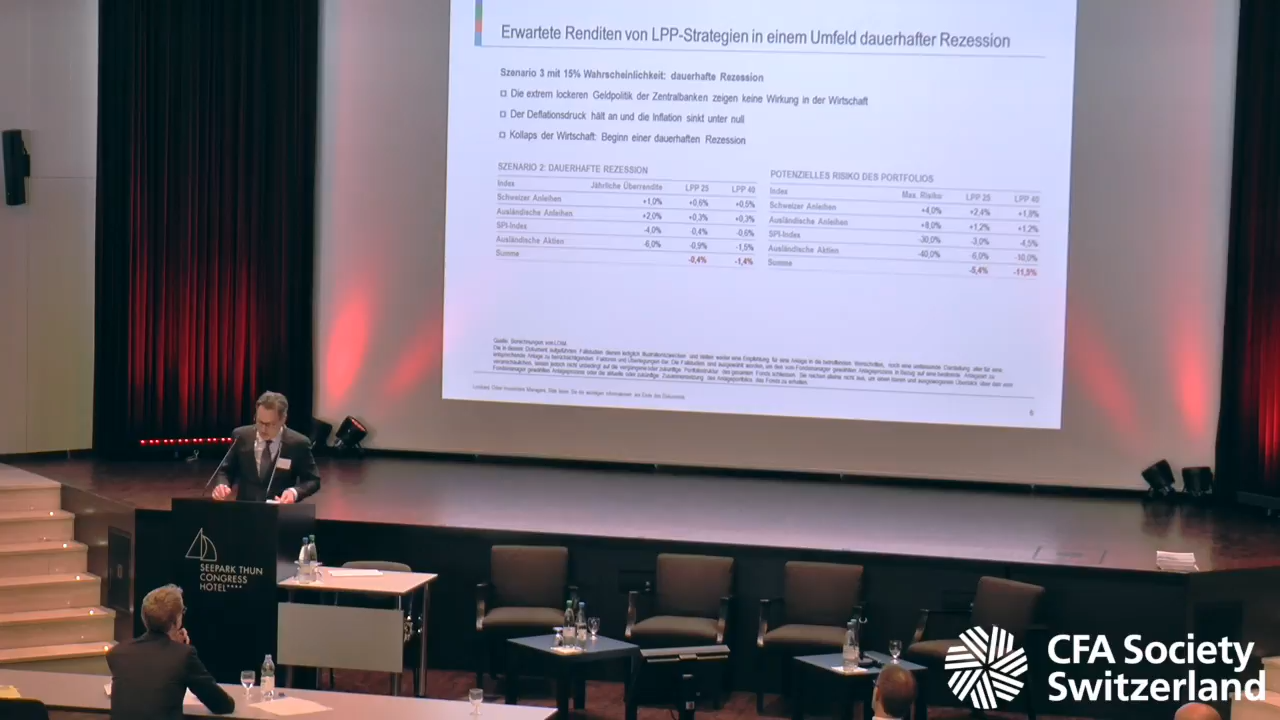 Erwartete Renditen von LPP-Strategien in einem Umfeld dauerhafter Rezession
Szenario 3 mit 15% Wahrscheinlichkeit: dauerhafte Rezession
Die extrem lockeren Geldpolitik der Zentralbanken zeigen keine Wirkung in der Wirtschaft
Der Deflationsdruck hält an und die Inflation sinkt unter null
Kollaps der Wirtschaft: Beginn einer dauerhaften Rezession
SZENARIO 2: DAUERHAFTE REZESSION
Index Jährliche Überrendite LPP 25 LPP 40
Schweizer Anleihen +1,0% +0,6% +0,5%
Ausländische Anleihen +2,0% +0,3% +0,3%
SPI-Index -4,0% -0,4% -0,6%
Ausländische Aktien -6,0% -0,9% -1,5%
Summe -0,4% -1,4%
POTENZIELLES RISIKO DES PORTFOLIOS
Index Max. Risiko LPP 25 LPP 40
Schweizer Anleihen +4,0% +2,4% +1,8%
Ausländische Anleihen +8,0% +1,2% +1,2%
SPI-Index -30,0% -3,0% -4,5%
Ausländische Aktien -40,0% -6,0% -10,0%
Summe -5,4% -11,5%
Quelle: Berechnungen von LOIM.
6
SEEPARK THUN
CONGRESS
HOTEL****
CFA Society
Switzerland